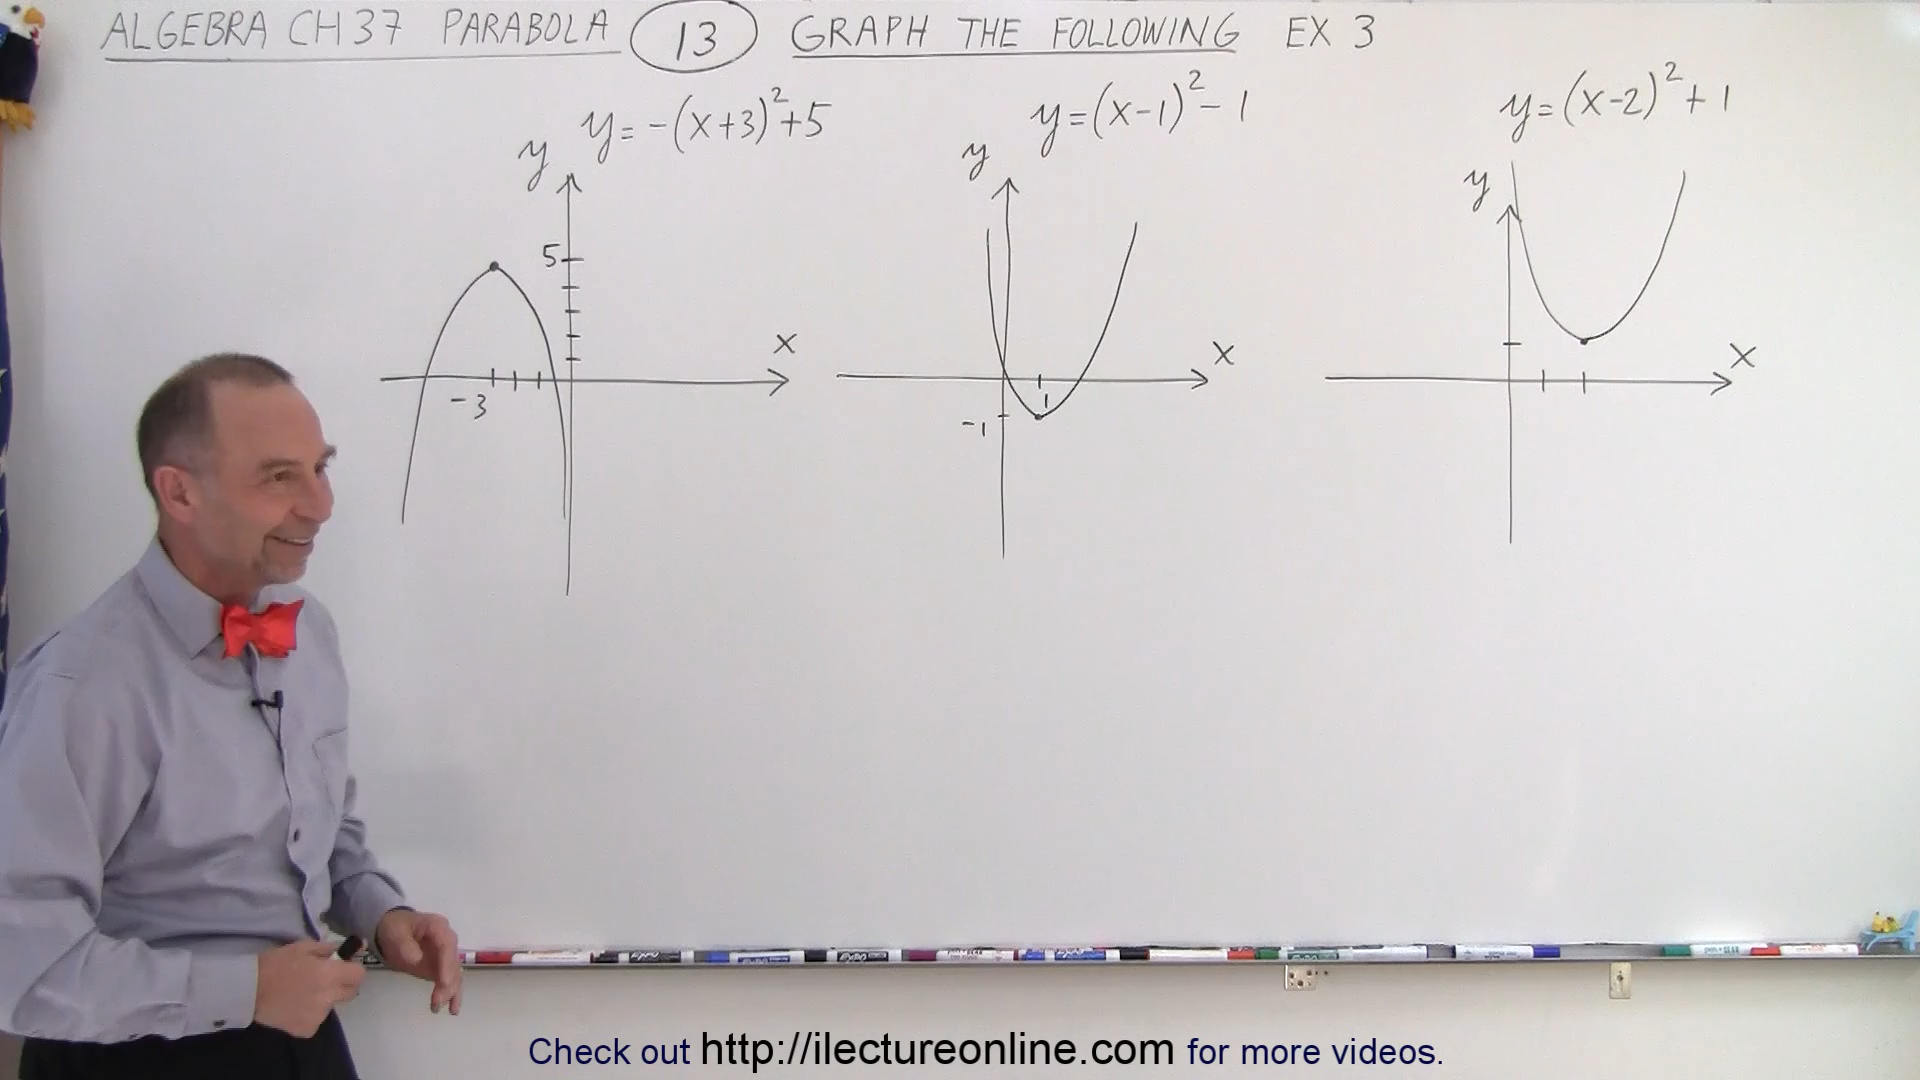 ALGEBRA CH 37 PARABOLA 13 GRAPH THE FOLLOWING EX 3
y=-(x+3)²+5
y
5
x
-3
y=(x-1)²-1
y
x
1
-1
y=(x-2)²+1
y
x
Check out http://ilectureonline.com for more videos.